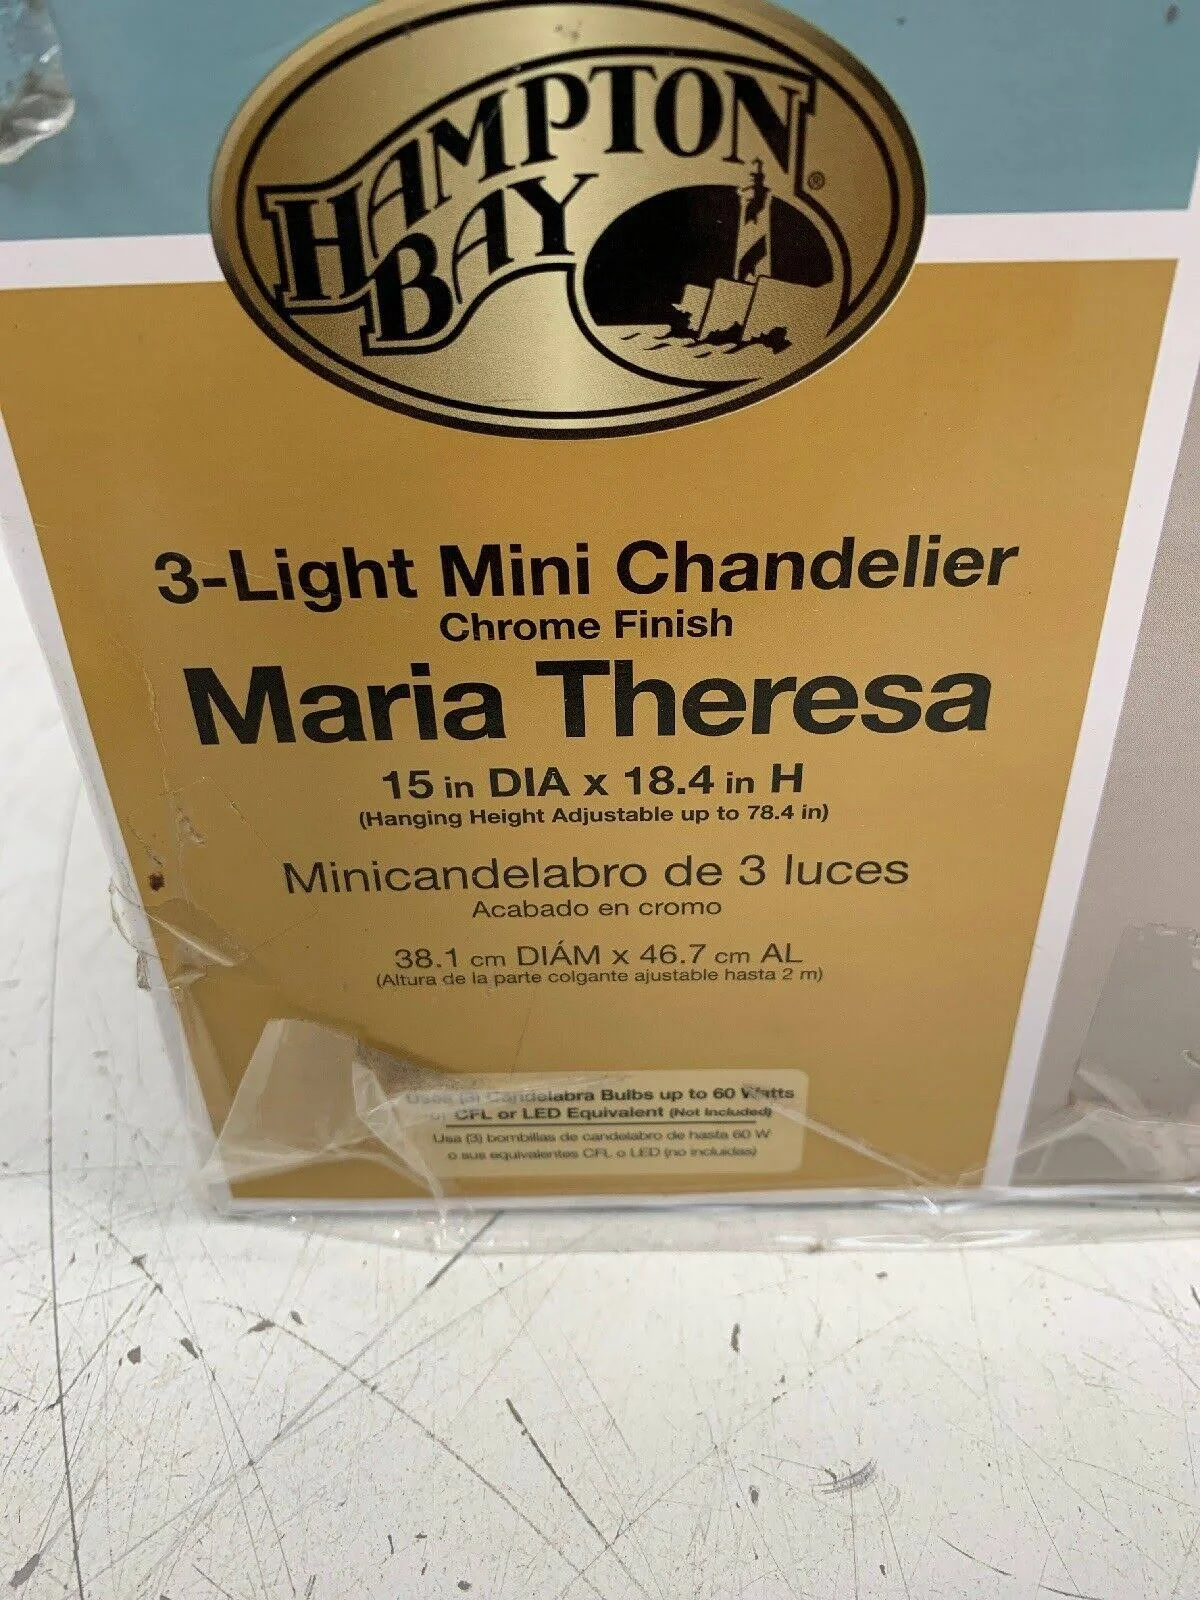 HAMPTON
BAY ®
3-Light Mini Chandelier
Chrome Finish
Maria Theresa
15 in DIA x 18.4 in H
(Hanging Height Adjustable up to 78.4 in)
Minicandelabro de 3 luces
Acabado en cromo
38.1 cm DIÁM x 46.7 cm AL
(Altura de la parte colgante ajustable hasta 2 m)
Uses (3) Candelabra Bulbs up to 60 Watts
or CFL or LED Equivalent (Not Included)
Usa (3) bombillas de candelabro de hasta 60 W
o sus equivalentes CFL o LED (no incluidas)